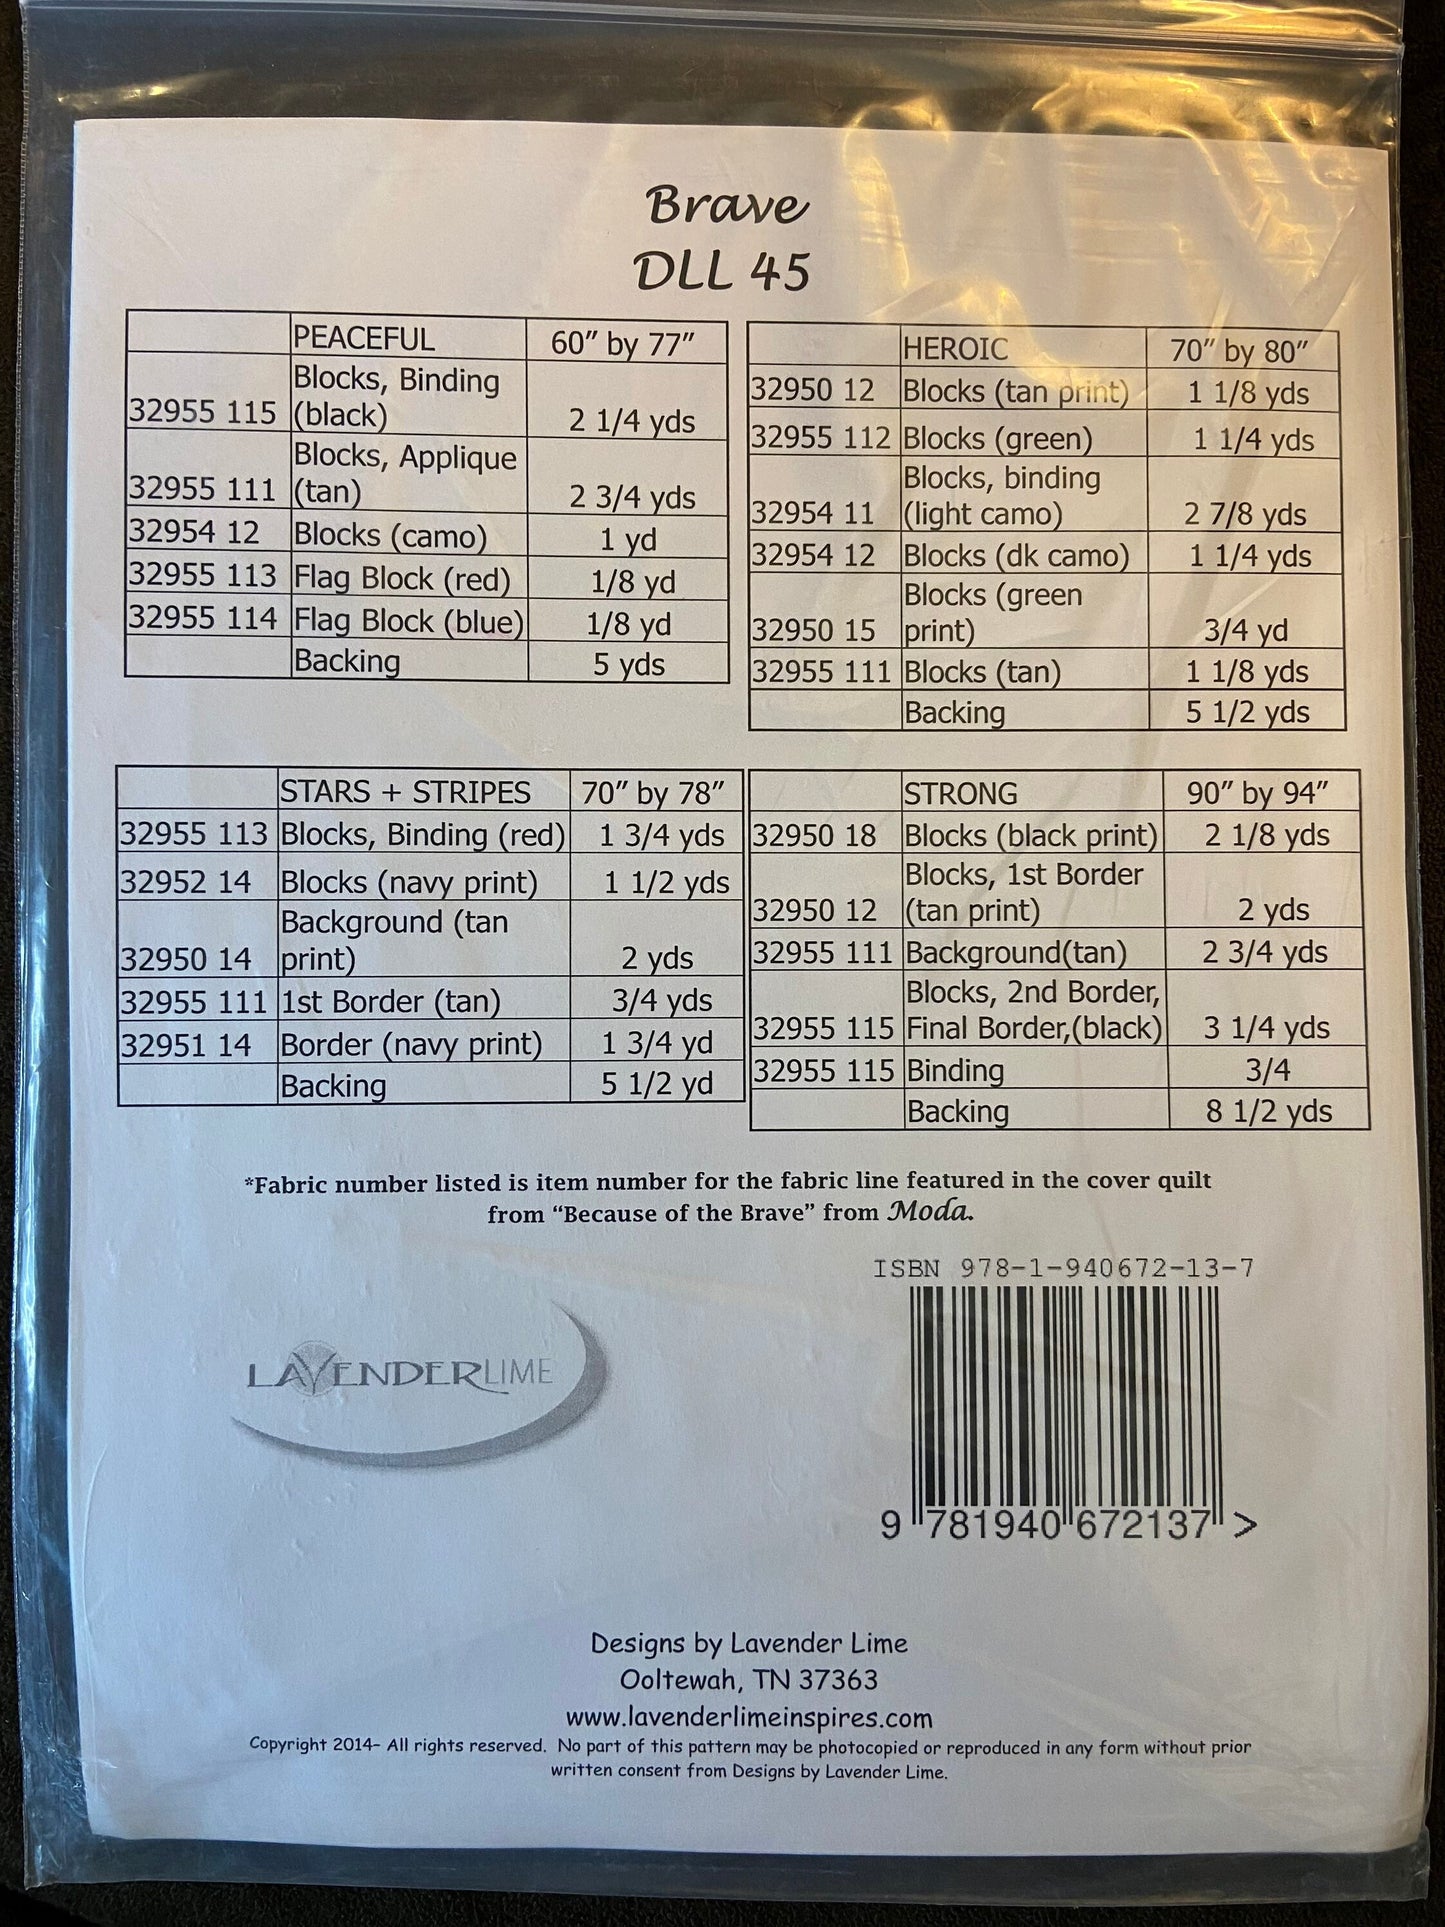 Brave
DLL 45
PEACEFUL 60" by 77"
Blocks, Binding
32955 115 (black) 2 1/4 yds
Blocks, Applique
32955 111 (tan) 2 3/4 yds
32954 12 Blocks (camo) 1 yd
32955 113 Flag Block (red) 1/8 yd
32955 114 Flag Block (blue) 1/8 yd
Backing 5 yds
HEROIC 70" by 80"
32950 12 Blocks (tan print) 1 1/8 yds
32955 112 Blocks (green) 1 1/4 yds
Blocks, binding
32954 11 (light camo) 2 7/8 yds
32954 12 Blocks (dk camo) 1 1/4 yds
Blocks (green
32950 15 print) 3/4 yd
32955 111 Blocks (tan) 1 1/8 yds
Backing 5 1/2 yds
STARS + STRIPES 70" by 78"
32955 113 Blocks, Binding (red) 1 3/4 yds
32952 14 Blocks (navy print) 1 1/2 yds
Background (tan
32950 14 print) 2 yds
32955 111 1st Border (tan) 3/4 yds
32951 14 Border (navy print) 1 3/4 yd
Backing 5 1/2 yd
STRONG 90" by 94"
32950 18 Blocks (black print) 2 1/8 yds
Blocks, 1st Border
32950 12 (tan print) 2 yds
32955 111 Background(tan) 2 3/4 yds
Blocks, 2nd Border,
32955 115 Final Border,(black) 3 1/4 yds
32955 115 Binding 3/4
Backing 8 1/2 yds
*Fabric number listed is item number for the fabric line featured in the cover quilt
from “Because of the Brave” from Moda.
ISBN 978-1-940672-13-7
LAVENDERLIME
9 781940 672137 >
Designs by Lavender Lime
Ooltewah, TN 37363
www.lavenderlimeinspires.com
Copyright 2014- All rights reserved. No part of this pattern may be photocopied or reproduced in any form without prior
written consent from Designs by Lavender Lime.